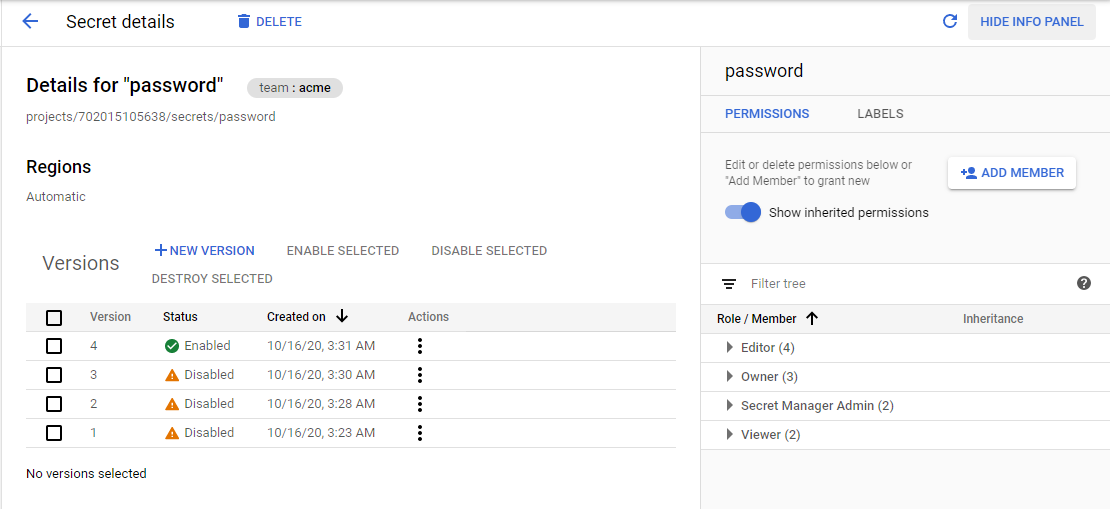 Secret details
DELETE
HIDE INFO PANEL
Details for "password"
team : acme
projects/702015105638/secrets/password
Regions
Automatic
Versions
NEW VERSION
ENABLE SELECTED
DISABLE SELECTED
DESTROY SELECTED
Version Status Created on Actions
4 Enabled 10/16/20, 3:31 AM
3 Disabled 10/16/20, 3:30 AM
2 Disabled 10/16/20, 3:28 AM
1 Disabled 10/16/20, 3:23 AM
No versions selected
password
PERMISSIONS LABELS
Edit or delete permissions below or
"Add Member" to grant new
ADD MEMBER
Show inherited permissions
Filter tree
Role / Member Inheritance
Editor (4)
Owner (3)
Secret Manager Admin (2)
Viewer (2)